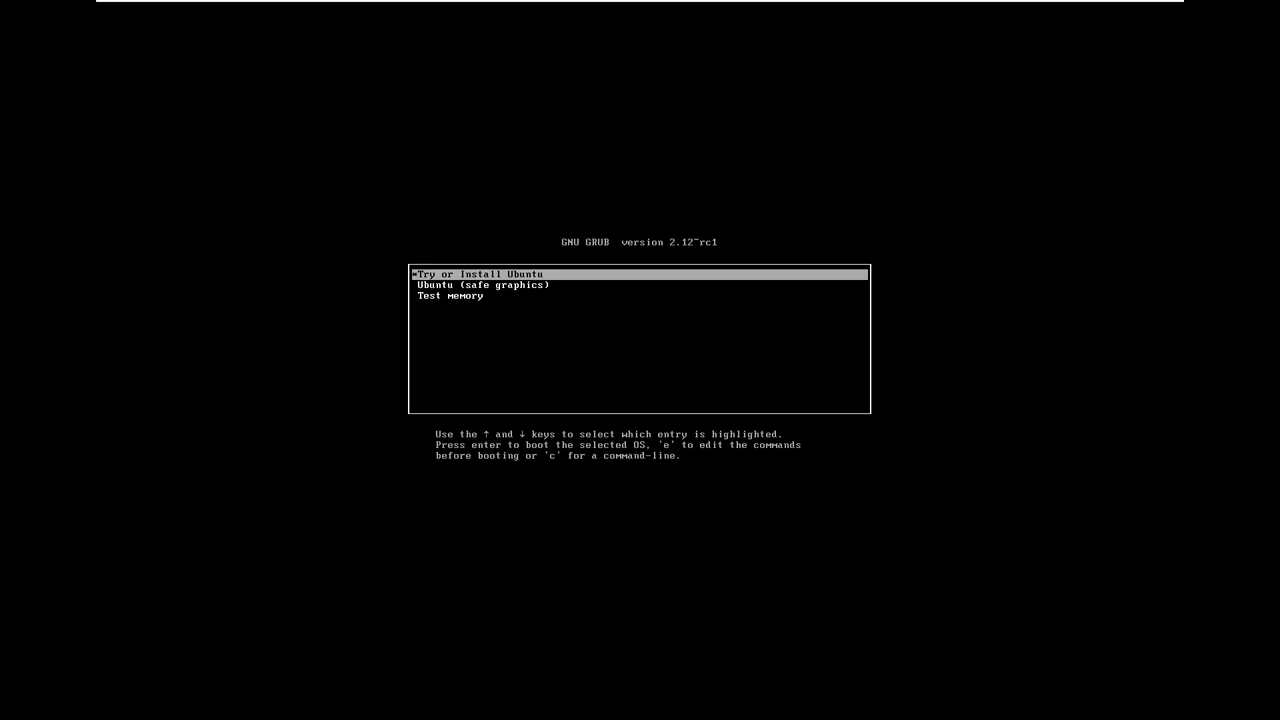 GNU GRUB  version 2.12~rc1
*Try or Install Ubuntu
Ubuntu (safe graphics)
Test memory
Use the ↑ and ↓ keys to select which entry is highlighted.
Press enter to boot the selected OS, 'e' to edit the commands
before booting or 'c' for a command-line.